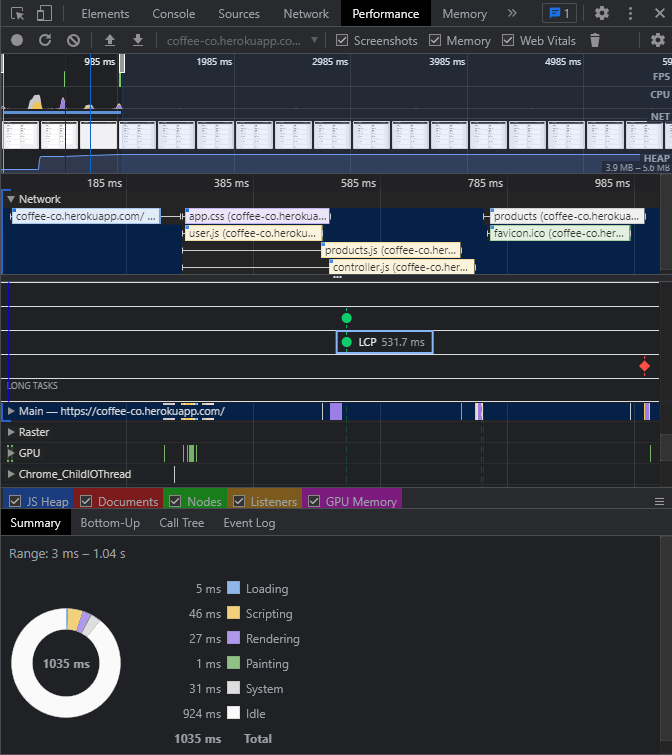 Elements Console Sources Network Performance Memory » 1
coffee-co.herokuapp.co... Screenshots Memory Web Vitals
985 ms 1985 ms 2985 ms 3985 ms 4985 ms 59
FPS
CPU
NET
HEAP
3.9 MB – 5.6 MB
185 ms 385 ms 585 ms 785 ms 985 ms
Network
coffee-co.herokuapp.com/ ... app.css (coffee-co.herokua... products (coffee-co.heroku...
user.js (coffee-co.heroku... favicon.ico (coffee-co.her...
products.js (coffee-co.her...
controller.js (coffee-co.her...
LCP 531.7 ms
LONG TASKS
Main — https://coffee-co.herokuapp.com/
Raster
GPU
Chrome_ChildIOThread
JS Heap Documents Nodes Listeners GPU Memory
Summary Bottom-Up Call Tree Event Log
Range: 3 ms – 1.04 s
5 ms Loading
46 ms Scripting
27 ms Rendering
1035 ms
1 ms Painting
31 ms System
924 ms Idle
1035 ms Total